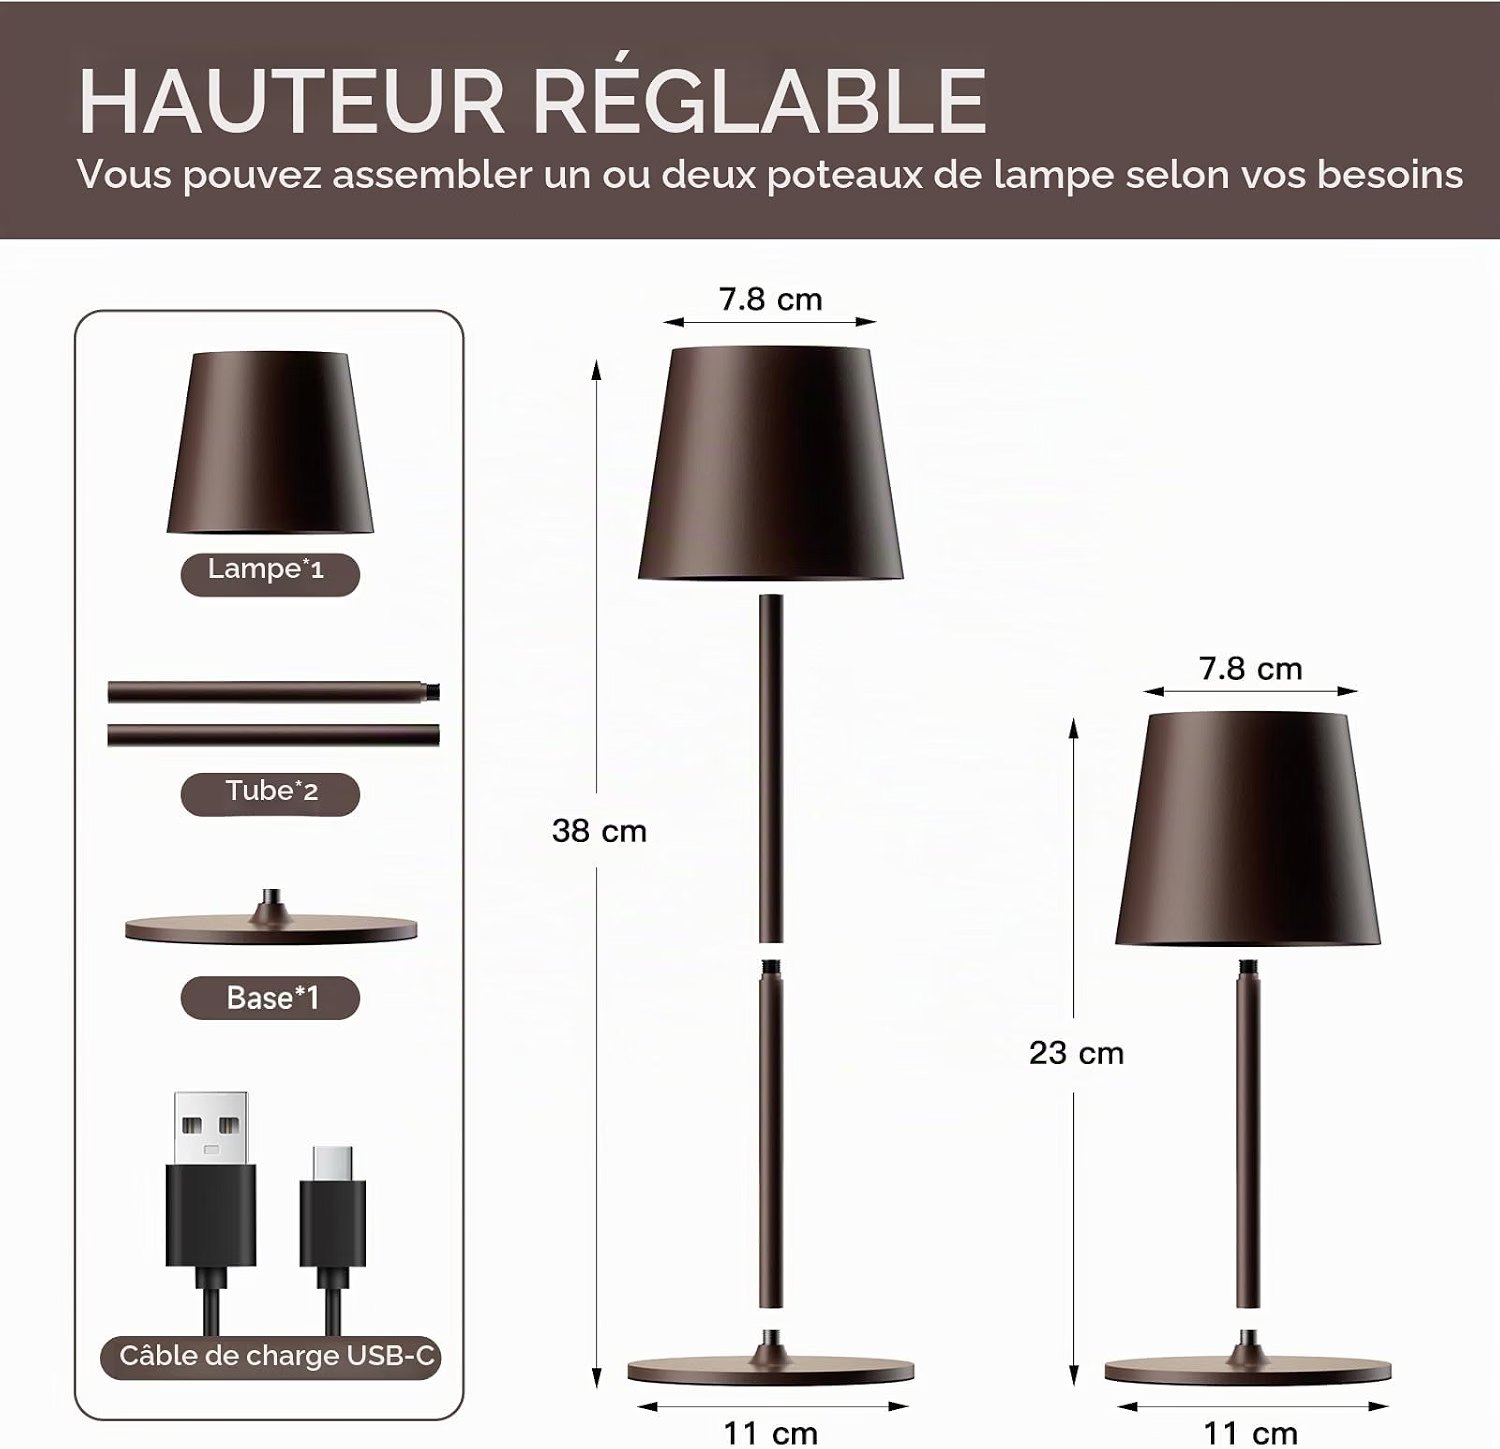 HAUTEUR RÉGLABLE
Vous pouvez assembler un ou deux poteaux de lampe selon vos besoins
Lampe*1
Tube*2
Base*1
Câble de charge USB-C
7.8 cm
38 cm
11 cm
7.8 cm
23 cm
11 cm